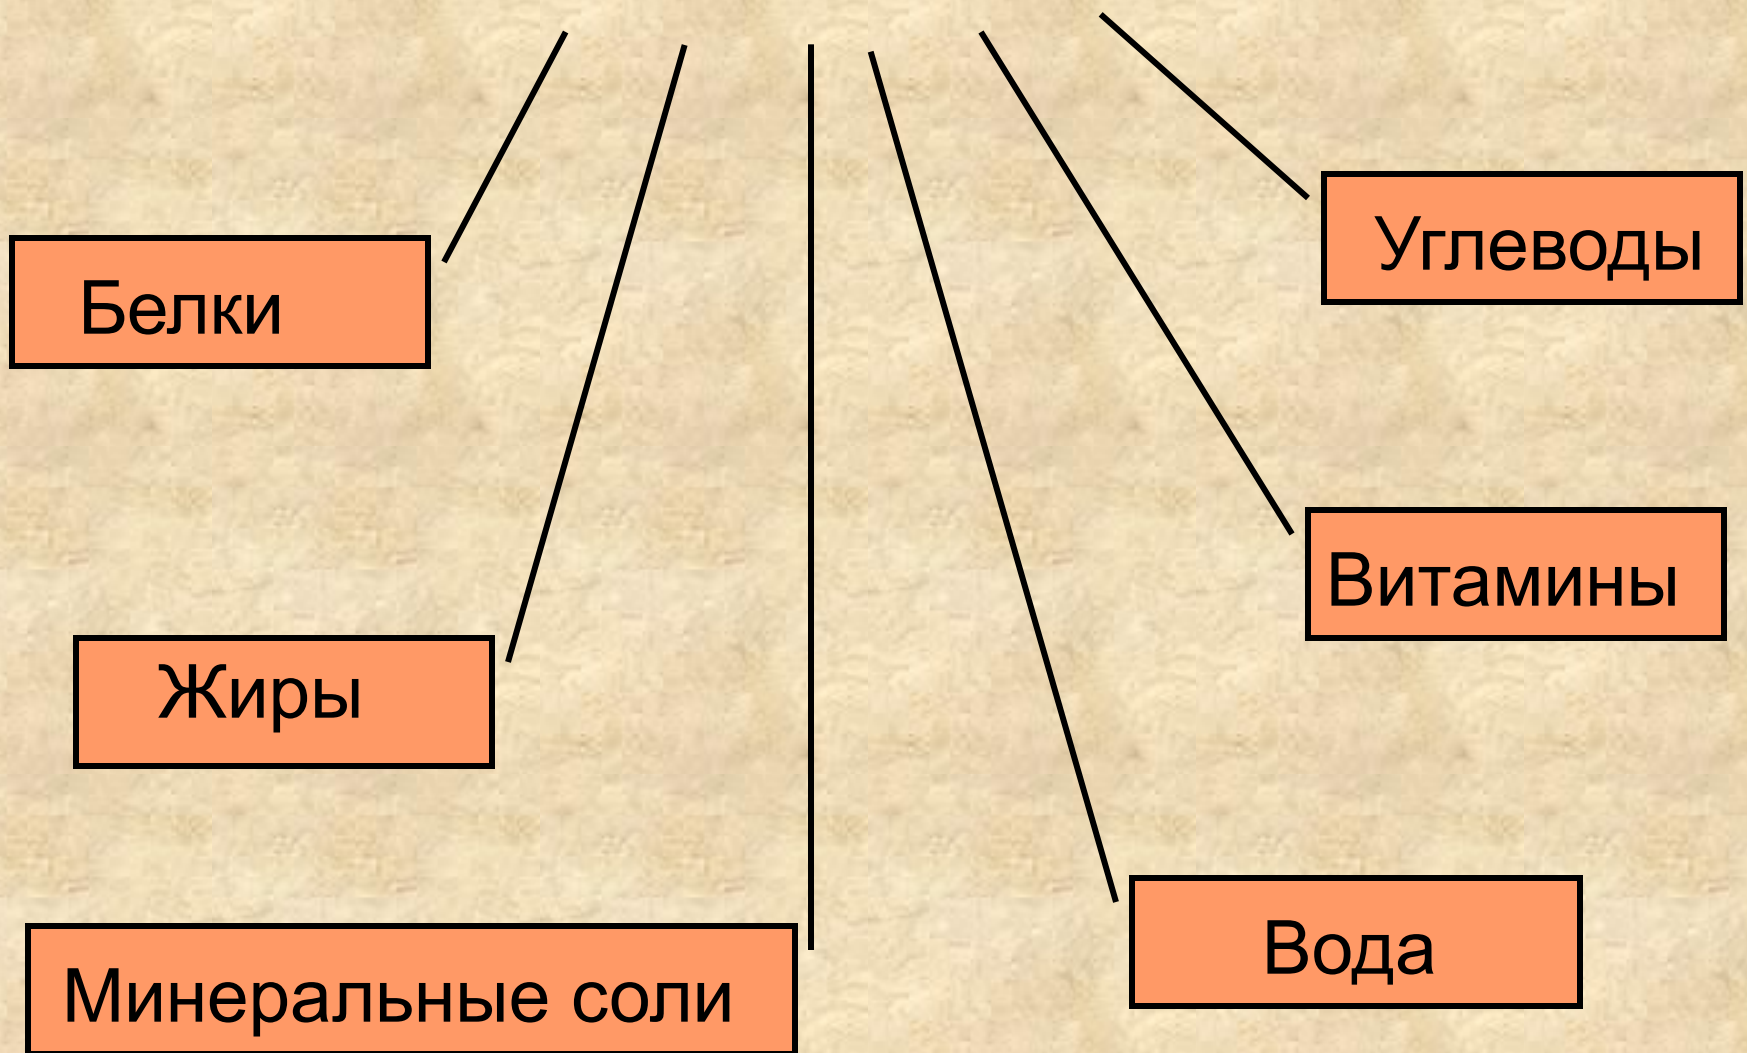 Углеводы
Белки
Витамины
Жиры
Вода
Минеральные соли